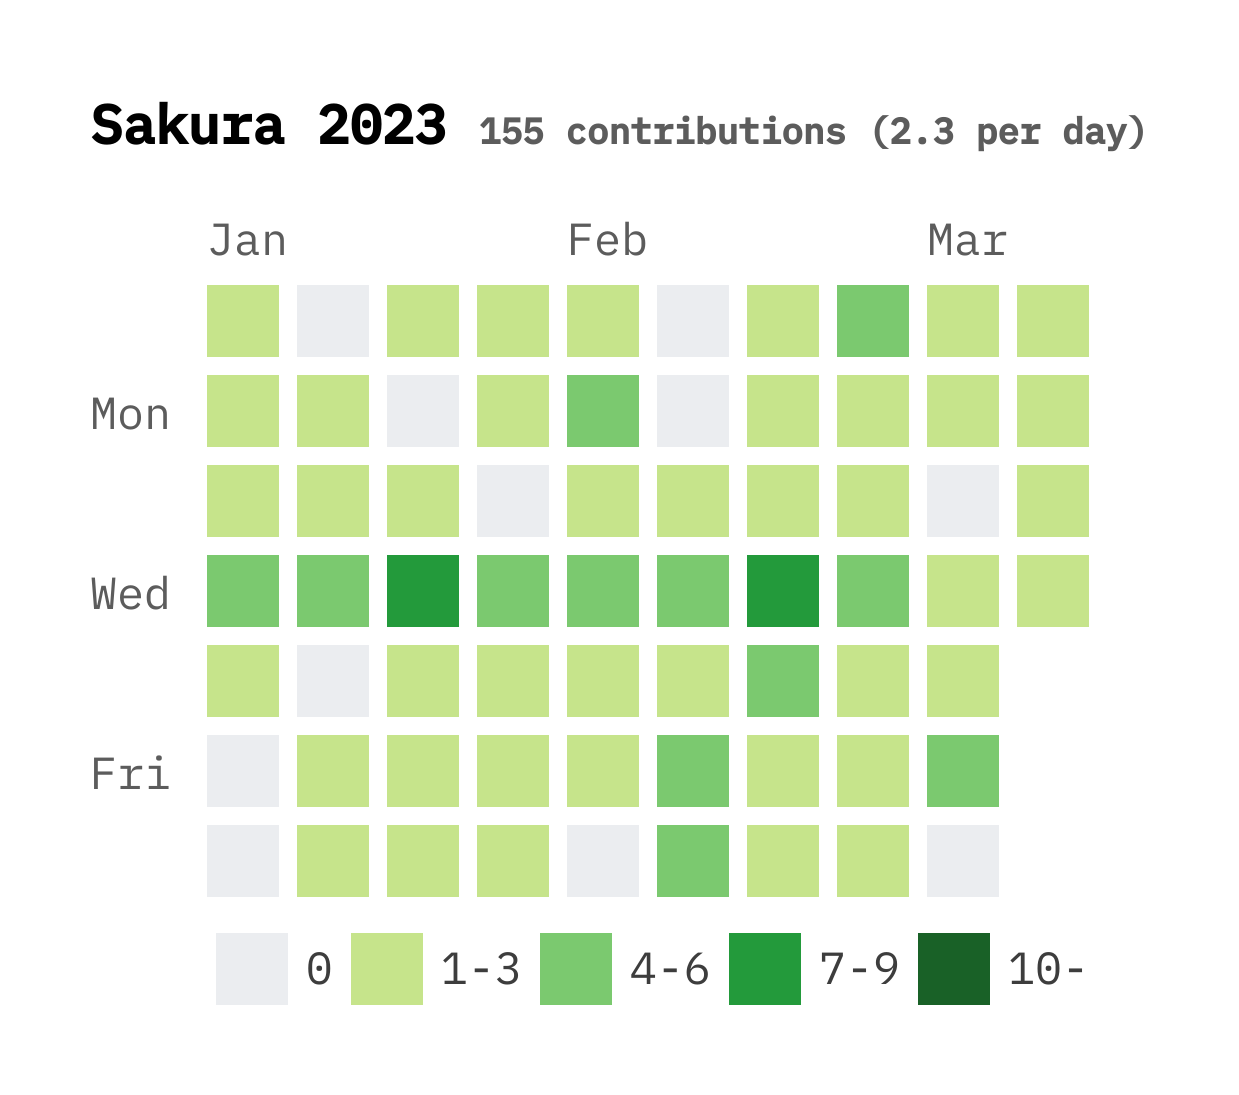 Sakura 2023 155 contributions (2.3 per day)
Jan Feb Mar
Mon
Wed
Fri
0 1-3 4-6 7-9 10-